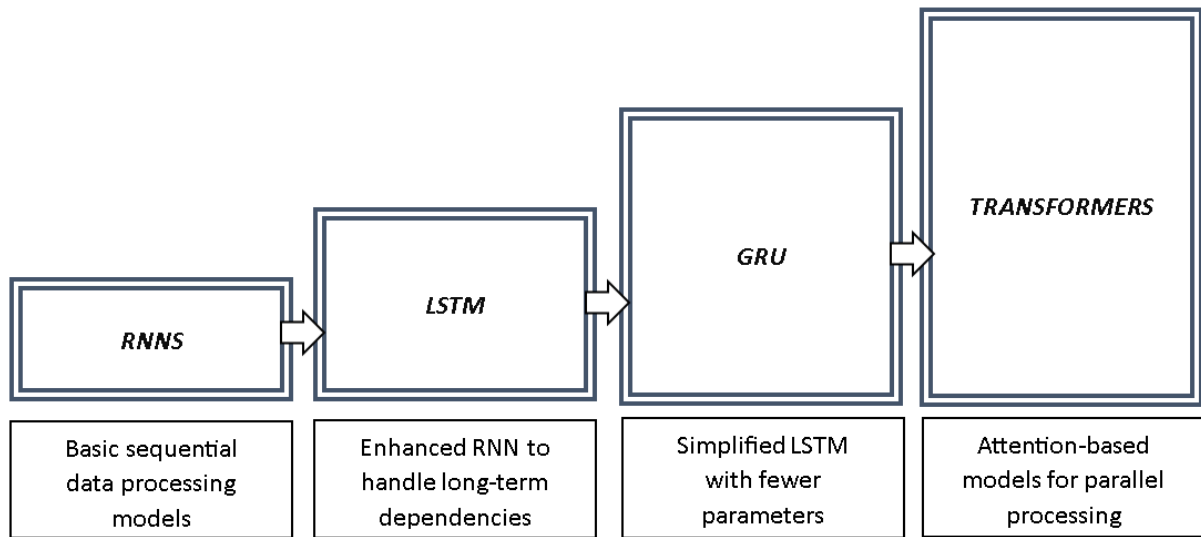 RNNS
LSTM
GRU
TRANSFORMERS
Basic sequential
data processing
models
Enhanced RNN to
handle long-term
dependencies
Simplified LSTM
with fewer
parameters
Attention-based
models for parallel
processing